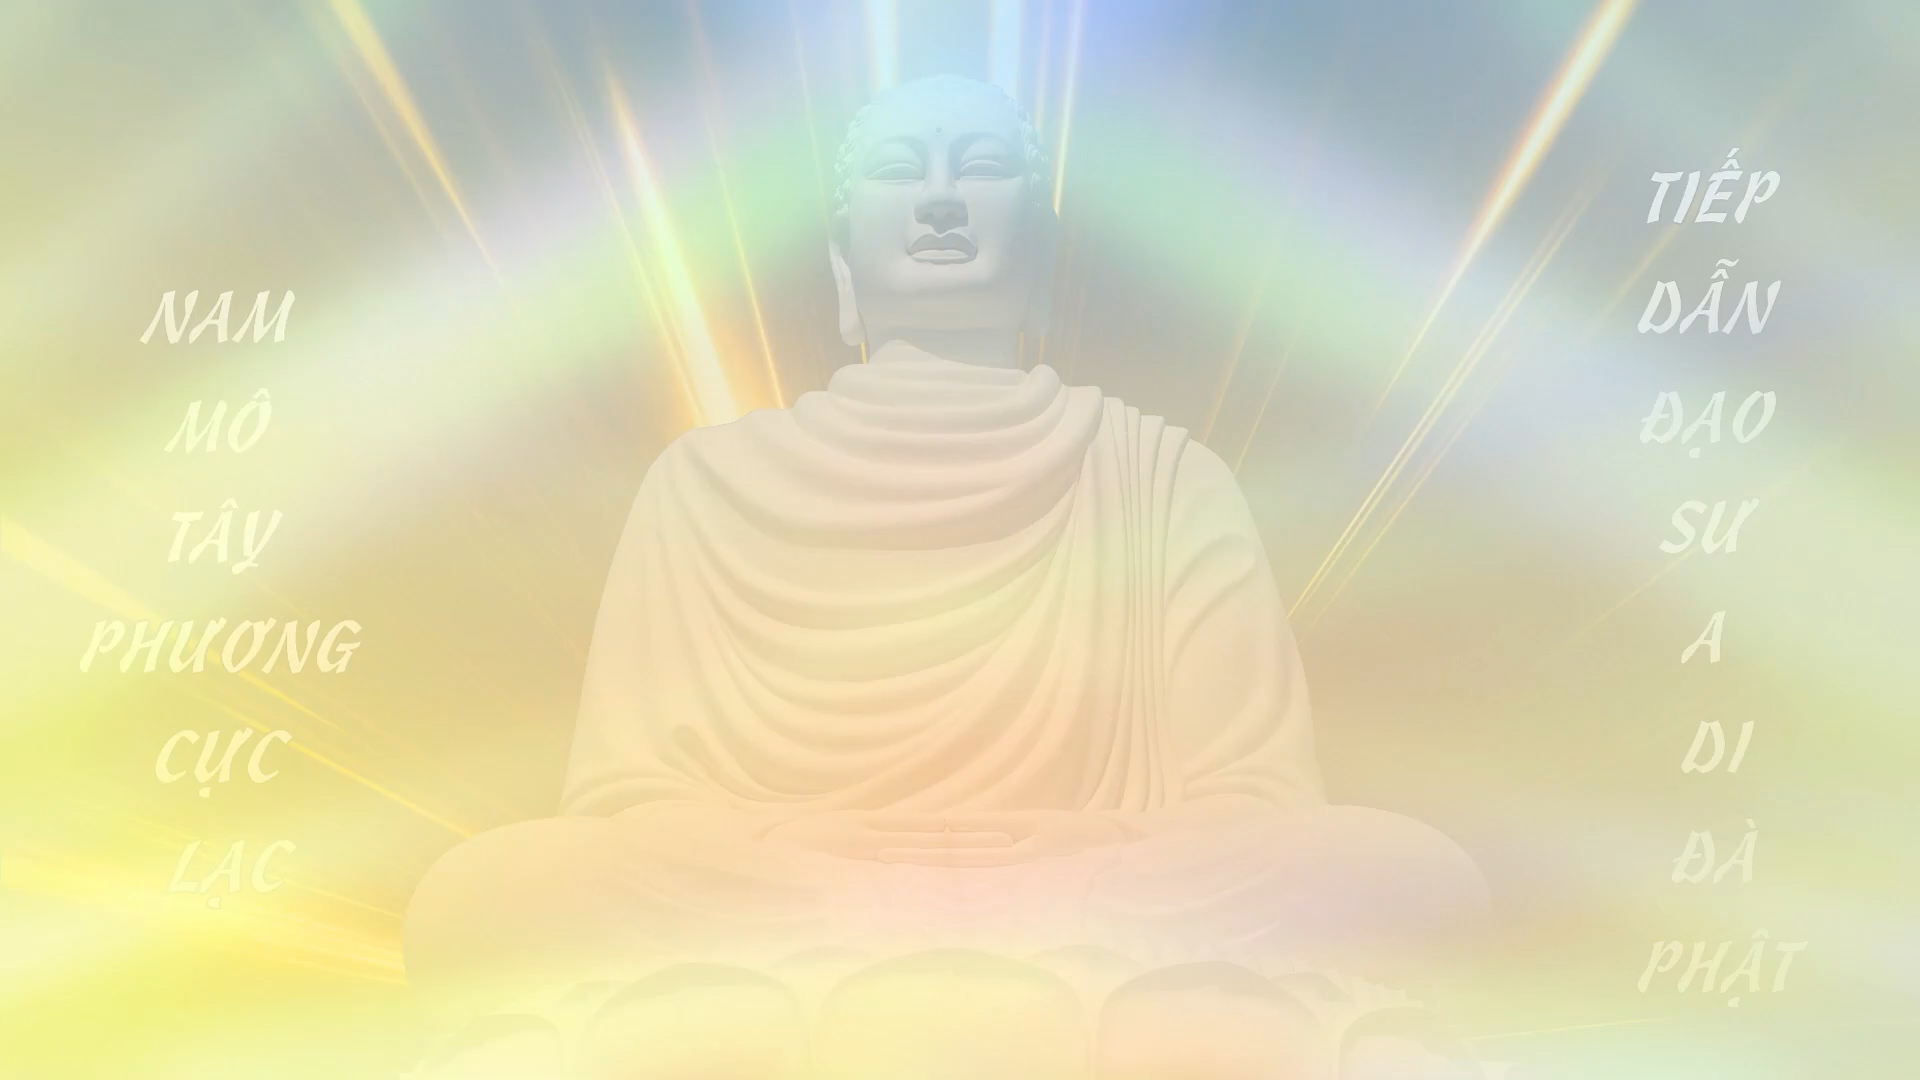 NAM
MÔ
TÂY
PHƯƠNG
CỰC
LẠC
TIẾP
DẪN
ĐẠO
SƯ
A
DI
ĐÀ
PHẬT